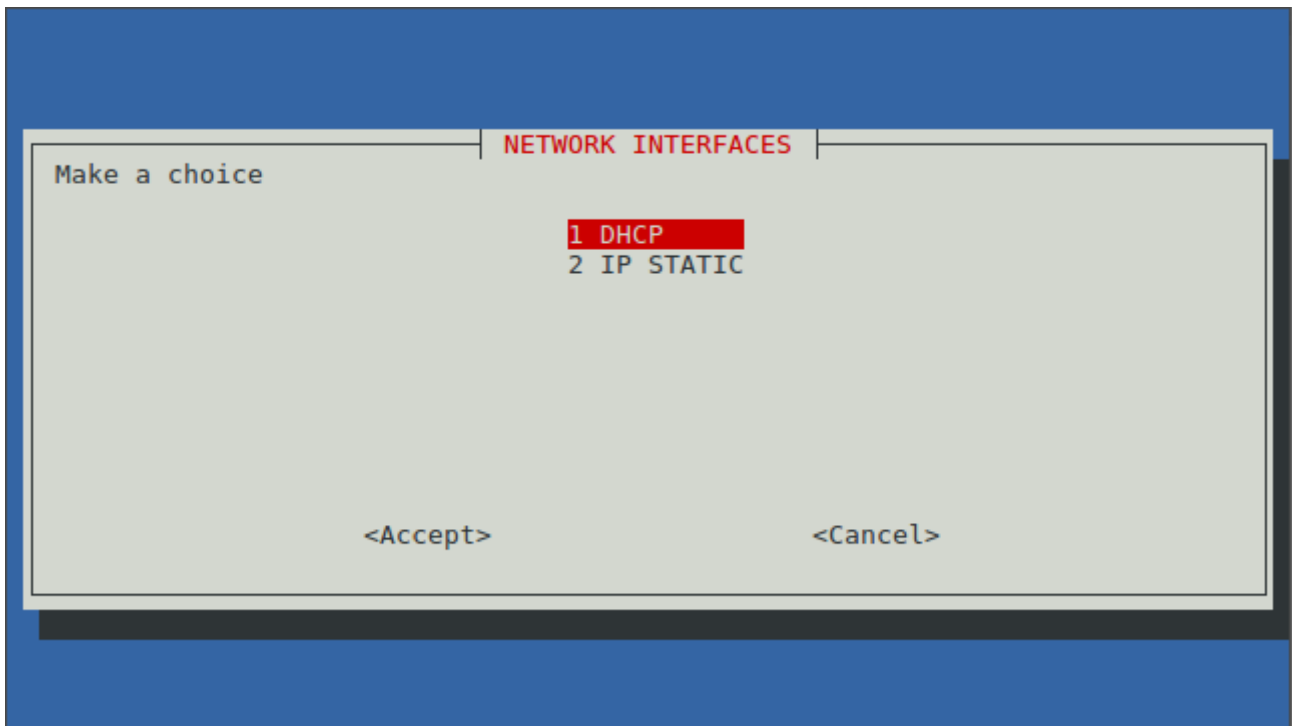 NETWORK INTERFACES
Make a choice
1 DHCP
2 IP STATIC
<Accept> <Cancel>